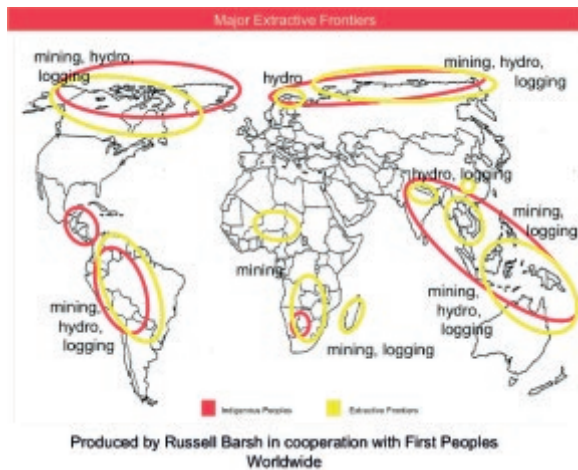 Major Extractive Frontiers
mining, hydro,
logging
hydro
mining, hydro,
logging
hydro, logging
mining,
logging
mining
mining,
hydro,
logging
mining, logging
mining,
hydro,
logging
Indigenous Peoples
Extractive Frontiers
Produced by Russell Barsh in cooperation with First Peoples
Worldwide